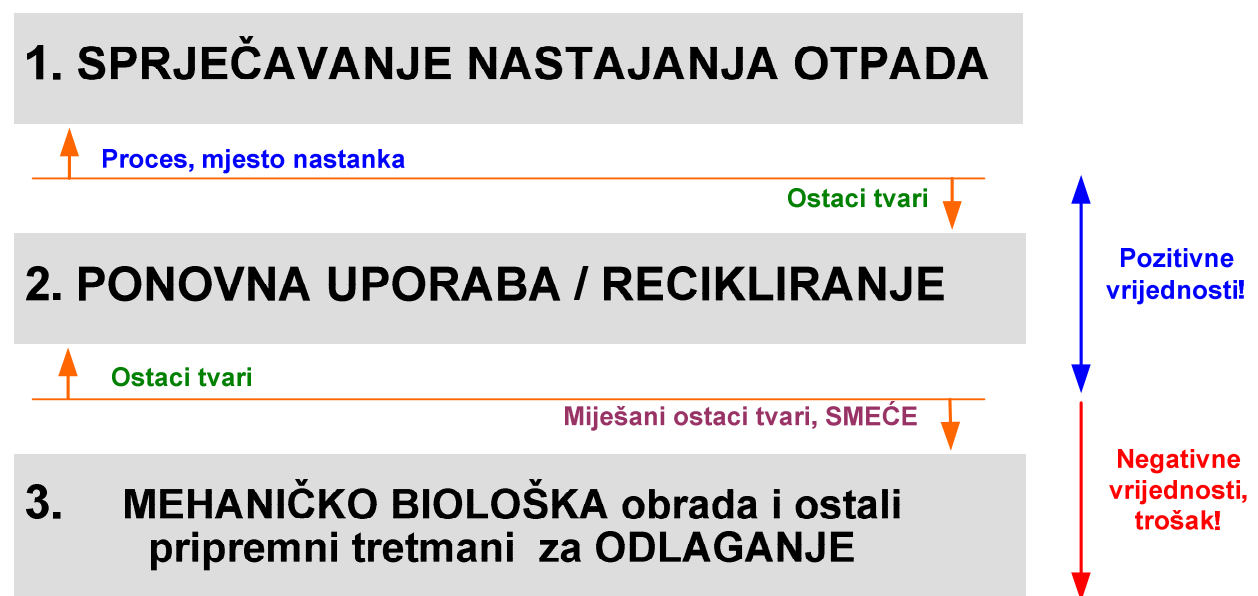 1. SPRJEČAVANJE NASTAJANJA OTPADA
Proces, mjesto nastanka
Ostaci tvari
2. PONOVNA UPORABA / RECIKLIRANJE
Pozitivne
vrijednosti!
Ostaci tvari
Miješani ostaci tvari, SMEĆE
3. MEHANIČKO BIOLOŠKA obrada i ostali
pripremni tretmani za ODLAGANJE
Negativne
vrijednosti,
trošak!